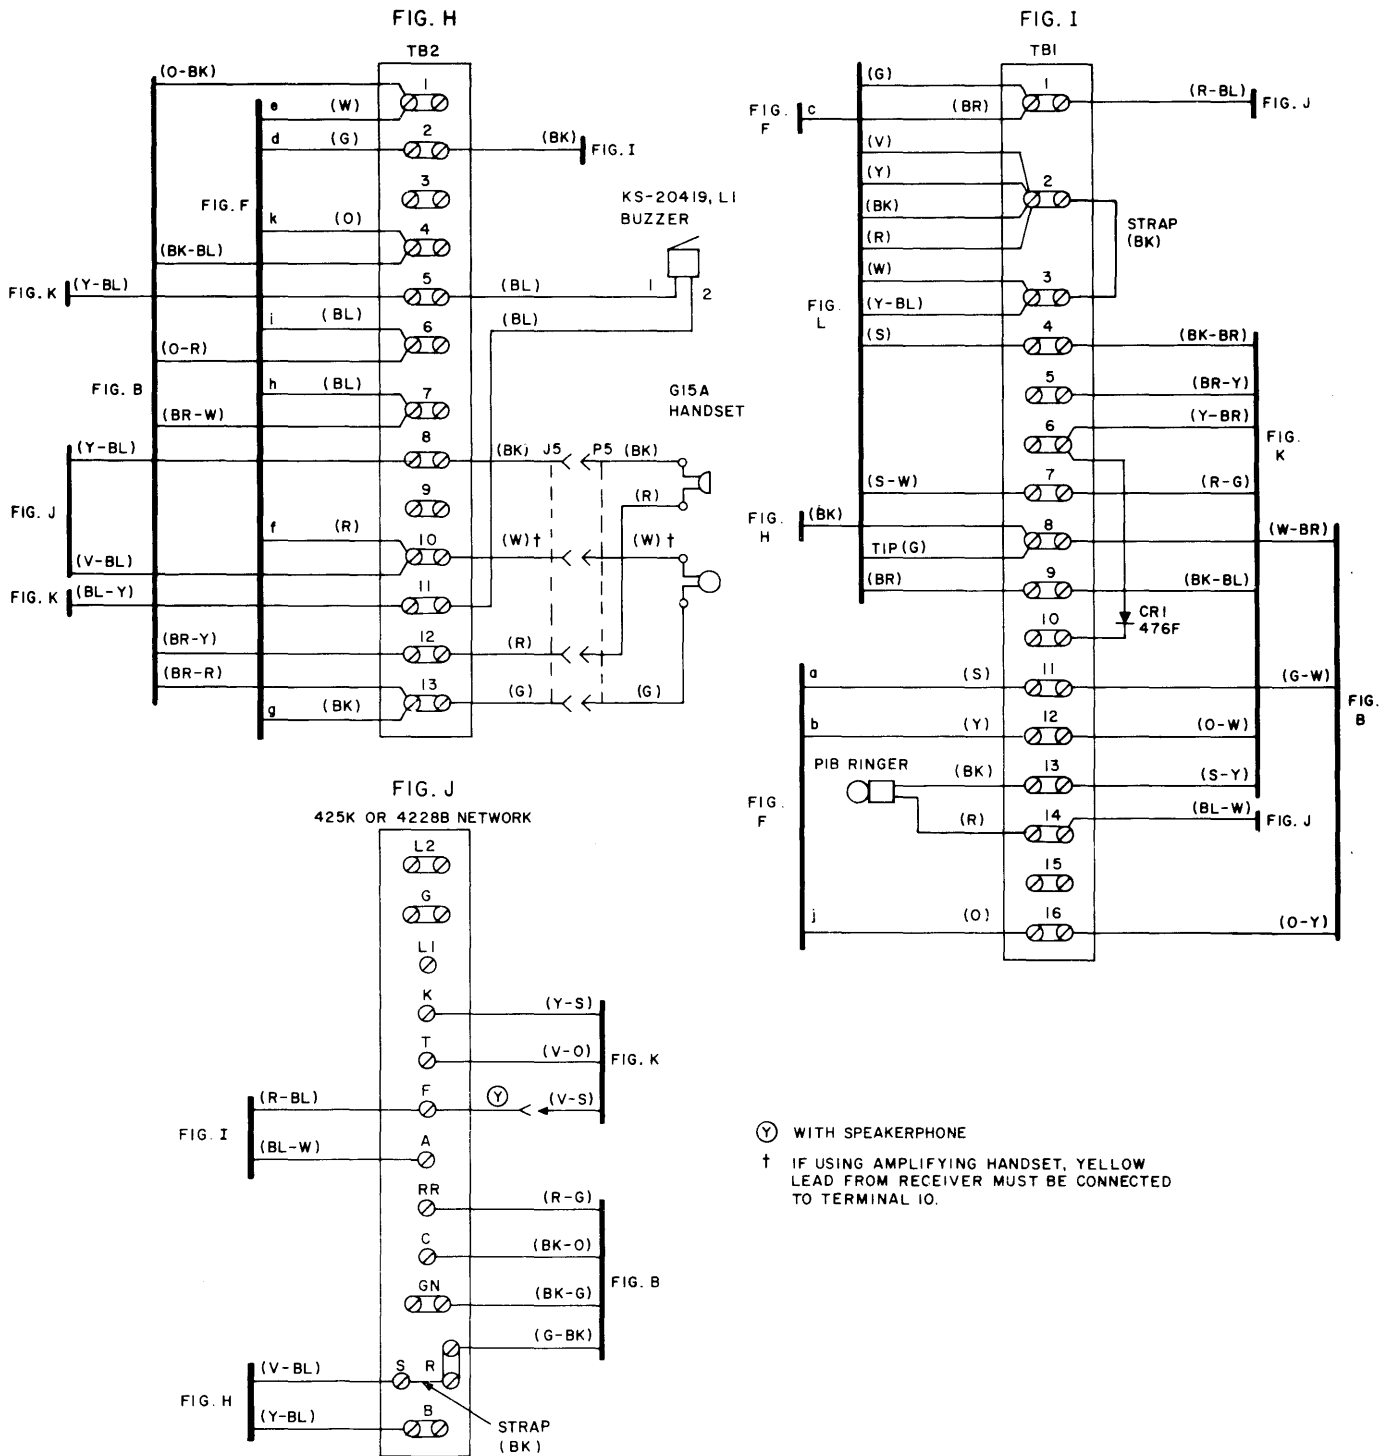 FIG. H
TB2
(O-BK)
1
e (W)
2
d (G)
(BK)
FIG. I
3
FIG. F
KS-20419, L1
BUZZER
k (O)
4
(BK-BL)
5
FIG. K
(Y-BL)
(BL)
1
2
i (BL)
(BL)
6
(O-R)
FIG. B
h (BL)
7
G15A
HANDSET
(BR-W)
8
(Y-BL)
(BK)
J5
P5
(BK)
9
(R)
FIG. J
f (R)
10
(W)†
(W)†
(V-BL)
11
FIG. K
(BL-Y)
12
(BR-Y)
(R)
(BR-R)
13
(G)
(G)
g (BK)
FIG. I
TB1
(G)
1
(R-BL)
FIG. J
FIG.
F
c
(BR)
(V)
(Y)
2
(BK)
STRAP
(BK)
(R)
(W)
3
FIG.
L
(Y-BL)
(S)
4
(BK-BR)
5
(BR-Y)
6
(Y-BR)
FIG.
K
(S-W)
7
(R-G)
FIG.
H
(BK)
8
(W-BR)
TIP (G)
(BR)
9
(BK-BL)
CR1
476F
10
a (S)
11
(G-W)
FIG.
B
b (Y)
12
(O-W)
P1B RINGER
(BK)
13
(S-Y)
FIG.
F
(R)
14
(BL-W)
FIG. J
15
j (O)
16
(O-Y)
FIG. J
425K OR 4228B NETWORK
L2
G
L1
K
(Y-S)
T
(V-O)
FIG. K
(R-BL)
F
Y
(V-S)
FIG. I
(BL-W)
A
RR
(R-G)
C
(BK-O)
FIG. B
GN
(BK-G)
(G-BK)
(V-BL)
S
R
FIG. H
(Y-BL)
B
STRAP
(BK)
Y WITH SPEAKERPHONE
† IF USING AMPLIFYING HANDSET, YELLOW
LEAD FROM RECEIVER MUST BE CONNECTED
TO TERMINAL 10.